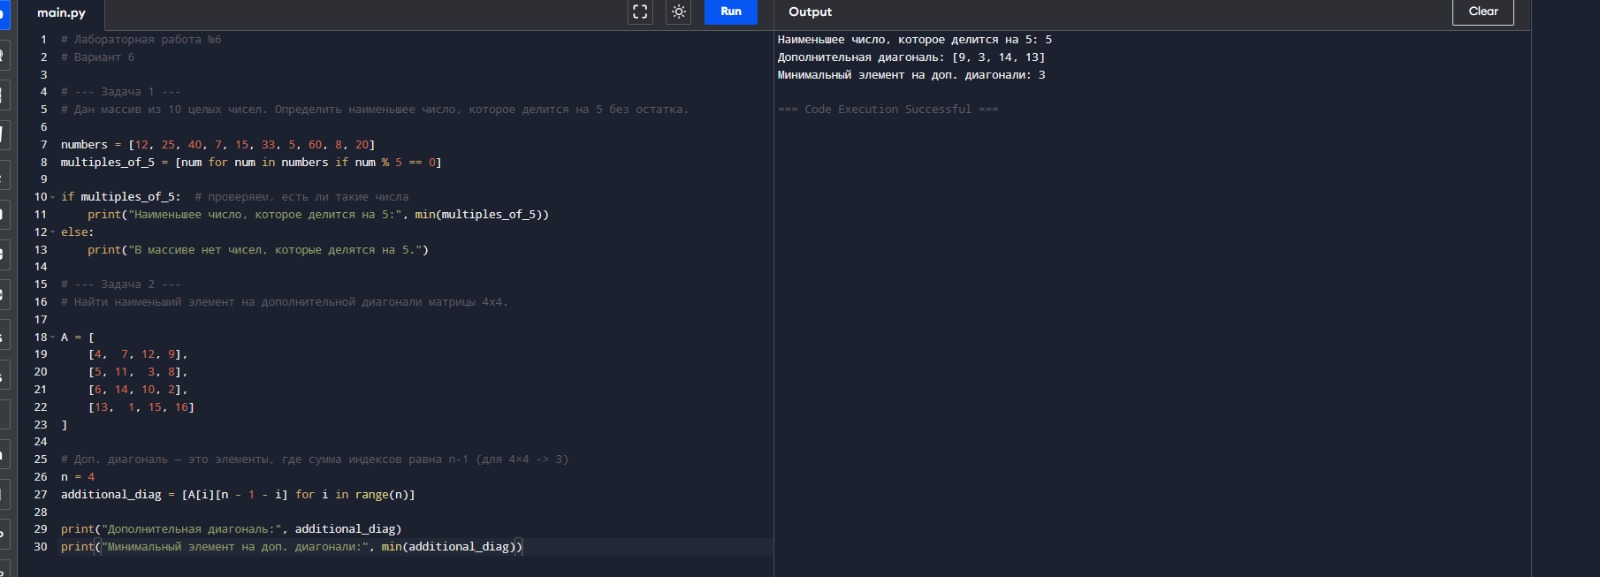 main.py
Run
Output
Clear
1 # Лабораторная работа №6
2 # Вариант 6
3
4 # --- Задача 1 ---
5 # Дан массив из 10 целых чисел. Определить наименьшее число, которое делится на 5 без остатка.
6
7 numbers = [12, 25, 40, 7, 15, 33, 5, 60, 8, 20]
8 multiples_of_5 = [num for num in numbers if num % 5 == 0]
9
10 if multiples_of_5:  # проверяем, есть ли такие числа
11     print("Наименьшее число, которое делится на 5:", min(multiples_of_5))
12 else:
13     print("В массиве нет чисел, которые делятся на 5.")
14
15 # --- Задача 2 ---
16 # Найти наименьший элемент на дополнительной диагонали матрицы 4x4.
17
18 A = [
19     [4,  7, 12, 9],
20     [5, 11,  3, 8],
21     [6, 14, 10, 2],
22     [13,  1, 15, 16]
23 ]
24
25 # Доп. диагональ — это элементы, где сумма индексов равна n-1 (для 4×4 -> 3)
26 n = 4
27 additional_diag = [A[i][n - 1 - i] for i in range(n)]
28
29 print("Дополнительная диагональ:", additional_diag)
30 print("Минимальный элемент на доп. диагонали:", min(additional_diag))
Наименьшее число, которое делится на 5: 5
Дополнительная диагональ: [9, 3, 14, 13]
Минимальный элемент на доп. диагонали: 3
=== Code Execution Successful ===